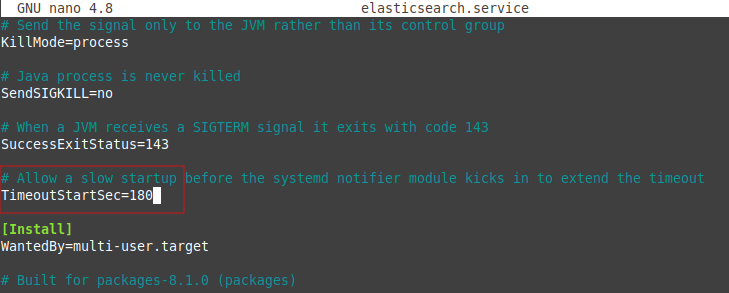 GNU nano 4.8 elasticsearch.service
# Send the signal only to the JVM rather than its control group
KillMode=process
# Java process is never killed
SendSIGKILL=no
# When a JVM receives a SIGTERM signal it exits with code 143
SuccessExitStatus=143
# Allow a slow startup before the systemd notifier module kicks in to extend the timeout
TimeoutStartSec=180
[Install]
WantedBy=multi-user.target
# Built for packages-8.1.0 (packages)